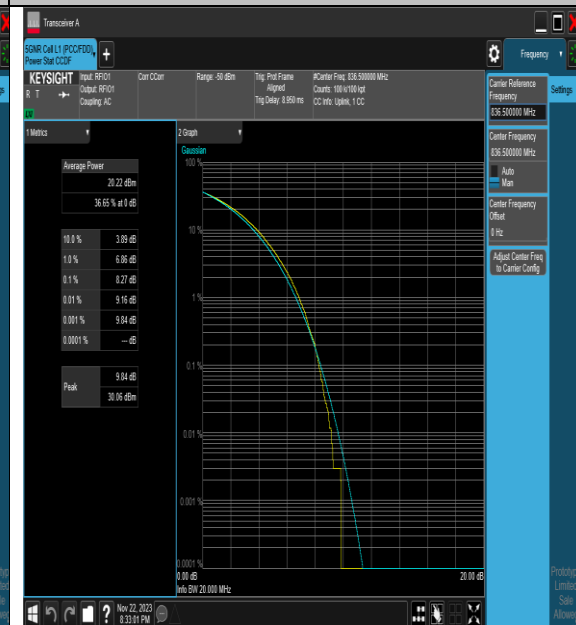 Transceiver A
5GNR Cell L1 (PCC/FDD),
Power Stat CCDF
+
Frequency
KEYSIGHT
R T
Input: RFIO1
Output: RFIO1
Coupling: AC
Corr CCorr
Range: -50 dBm
Trig: Prot Frame
Aligned
Trig Delay: 8.950 ms
#Center Freq: 836.500000 MHz
Counts: 100 k/100 kpt
CC Info: Uplink, 1 CC
1 Metrics
Average Power
20.22 dBm
36.65 % at 0 dB
10.0 % 3.89 dB
1.0 % 6.86 dB
0.1 % 8.27 dB
0.01 % 9.16 dB
0.001 % 9.84 dB
0.0001 % --- dB
Peak
9.84 dB
30.06 dBm
2 Graph
Gaussian
100 %
10 %
1 %
0.1 %
0.01 %
0.001 %
0.0001 %
0.00 dB
20.00 dB
Info BW 20.000 MHz
Carrier Reference
Frequency
836.500000 MHz
Center Frequency
836.500000 MHz
Auto
Man
Center Frequency
Offset
0 Hz
Adjust Center Freq
to Carrier Config
Settings
Nov 22, 2023
8:33:01 PM
?
Limited
Sale